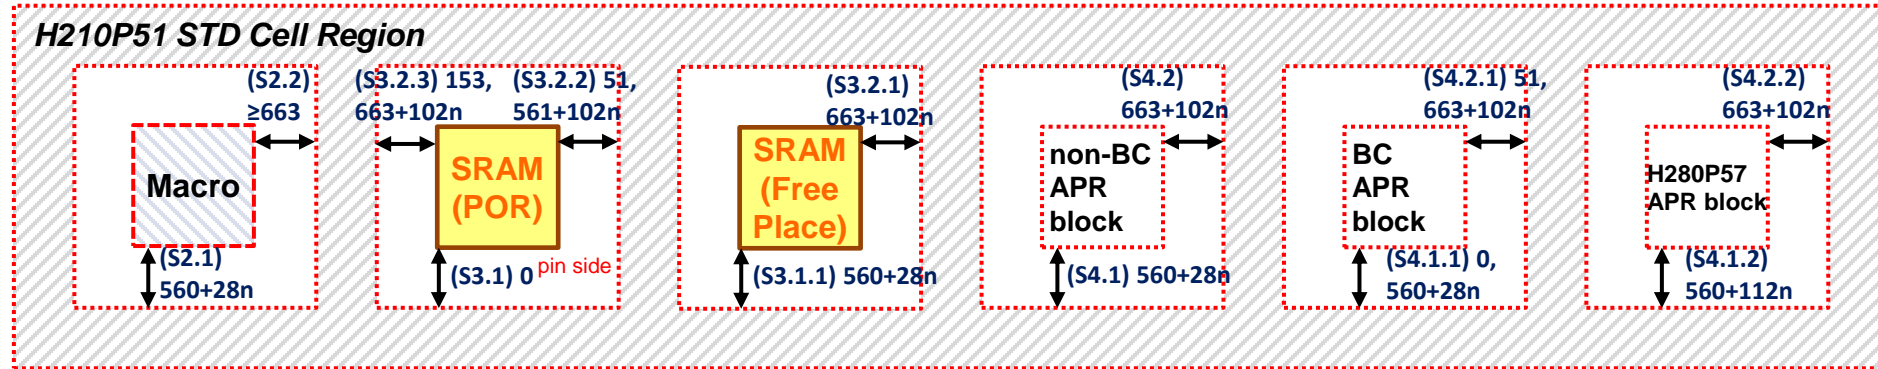 H210P51 STD Cell Region
(S2.2)
≥663
Macro
(S2.1)
560+28n
(S3.2.3) 153,
663+102n
(S3.2.2) 51,
561+102n
SRAM
(POR)
(S3.1) 0
pin side
(S3.2.1)
663+102n
SRAM
(Free
Place)
(S3.1.1) 560+28n
(S4.2)
663+102n
non-BC
APR
block
(S4.1) 560+28n
(S4.2.1) 51,
663+102n
BC
APR
block
(S4.1.1) 0,
560+28n
(S4.2.2)
663+102n
H280P57
APR block
(S4.1.2)
560+112n